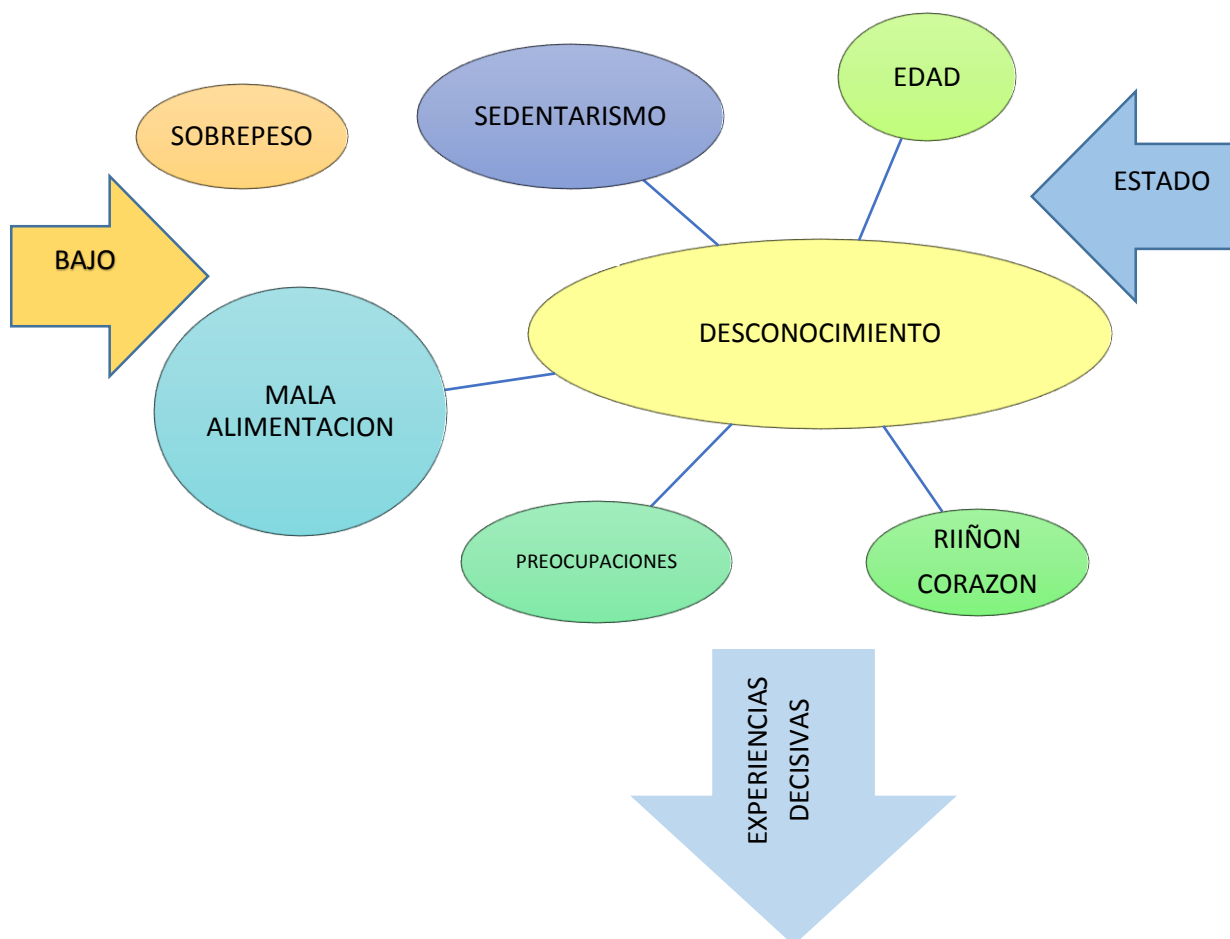 EDAD
SEDENTARISMO
SOBREPESO
ESTADO
BAJO
DESCONOCIMIENTO
MALA
ALIMENTACION
PREOCUPACIONES
RIIÑON
CORAZON
EXPERIENCIAS
DECISIVAS